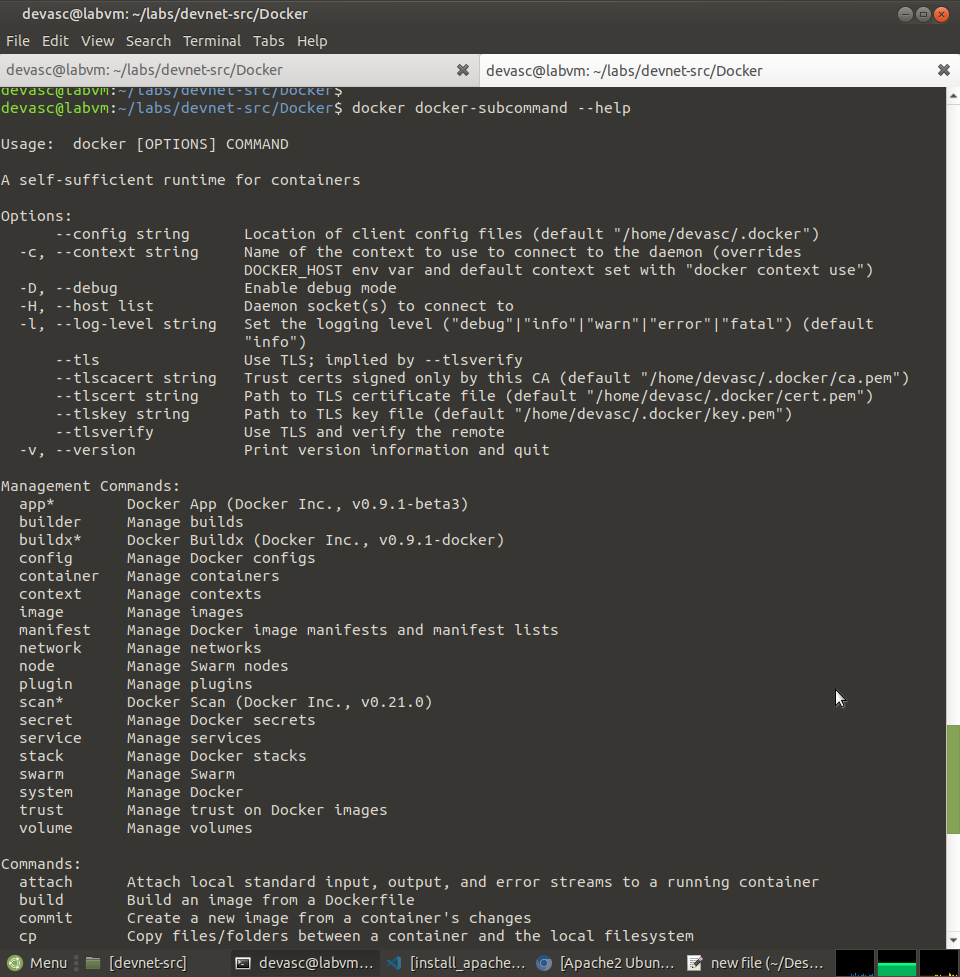 devasc@labvm: ~/labs/devnet-src/Docker
File Edit View Search Terminal Tabs Help
devasc@labvm: ~/labs/devnet-src/Docker
devasc@labvm: ~/labs/devnet-src/Docker
devasc@labvm:~/labs/devnet-src/Docker$
devasc@labvm:~/labs/devnet-src/Docker$ docker docker-subcommand --help
Usage:  docker [OPTIONS] COMMAND
A self-sufficient runtime for containers
Options:
      --config string      Location of client config files (default "/home/devasc/.docker")
  -c, --context string     Name of the context to use to connect to the daemon (overrides
                           DOCKER_HOST env var and default context set with "docker context use")
  -D, --debug              Enable debug mode
  -H, --host list          Daemon socket(s) to connect to
  -l, --log-level string   Set the logging level ("debug"|"info"|"warn"|"error"|"fatal") (default
                           "info")
      --tls                Use TLS; implied by --tlsverify
      --tlscacert string   Trust certs signed only by this CA (default "/home/devasc/.docker/ca.pem")
      --tlscert string     Path to TLS certificate file (default "/home/devasc/.docker/cert.pem")
      --tlskey string      Path to TLS key file (default "/home/devasc/.docker/key.pem")
      --tlsverify          Use TLS and verify the remote
  -v, --version            Print version information and quit
Management Commands:
  app*        Docker App (Docker Inc., v0.9.1-beta3)
  builder     Manage builds
  buildx*     Docker Buildx (Docker Inc., v0.9.1-docker)
  config      Manage Docker configs
  container   Manage containers
  context     Manage contexts
  image       Manage images
  manifest    Manage Docker image manifests and manifest lists
  network     Manage networks
  node        Manage Swarm nodes
  plugin      Manage plugins
  scan*       Docker Scan (Docker Inc., v0.21.0)
  secret      Manage Docker secrets
  service     Manage services
  stack       Manage Docker stacks
  swarm       Manage Swarm
  system      Manage Docker
  trust       Manage trust on Docker images
  volume      Manage volumes
Commands:
  attach      Attach local standard input, output, and error streams to a running container
  build       Build an image from a Dockerfile
  commit      Create a new image from a container's changes
  cp          Copy files/folders between a container and the local filesystem
Menu [devnet-src] devasc@labvm... [install_apache... [Apache2 Ubun... new file (~/Des...